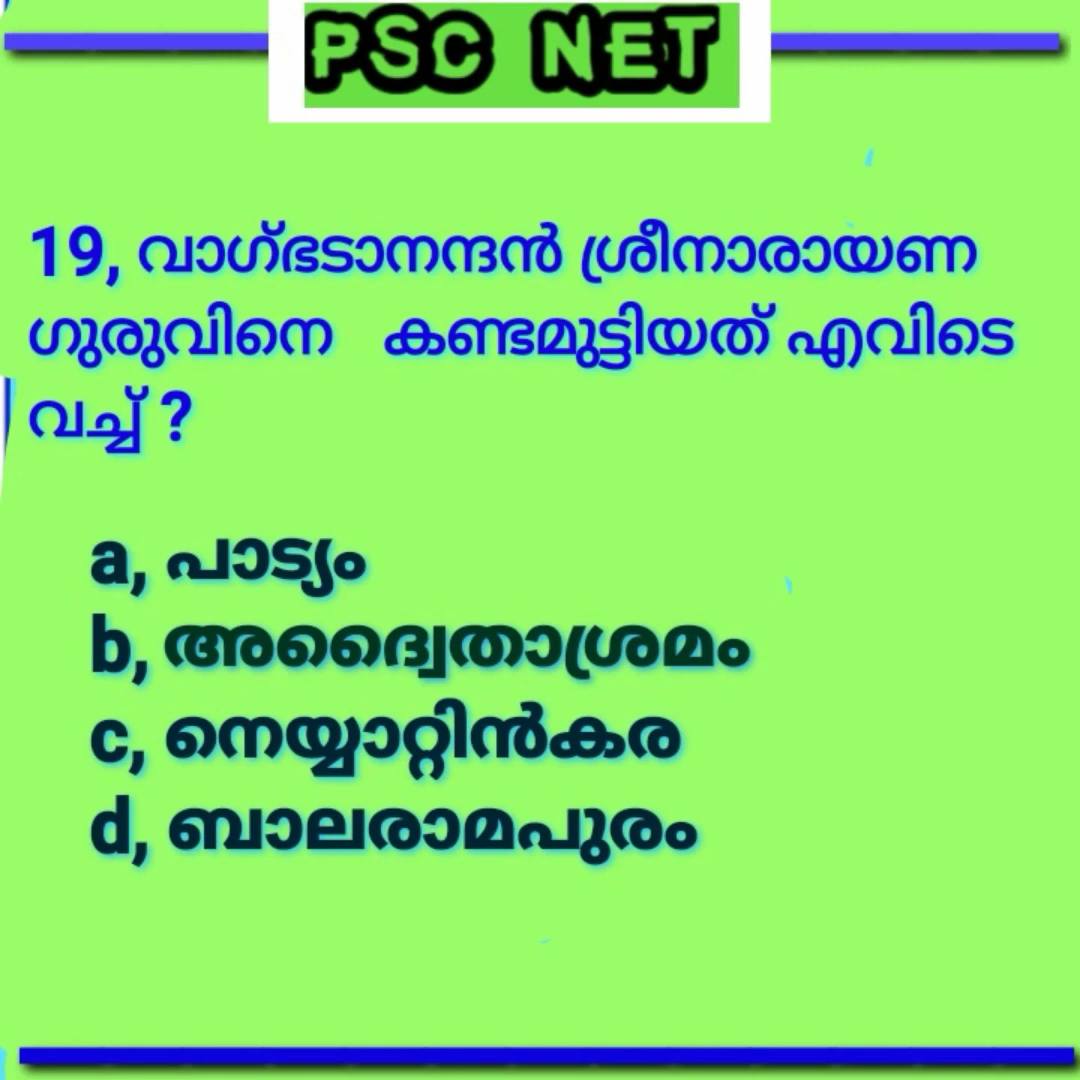 PSC NET
19, വാഗ്ഭടാനന്ദൻ ശ്രീനാരായണ
ഗുരുവിനെ കണ്ടമുട്ടിയത് എവിടെ
വച്ച് ?
a, പാട്യം
b, അദ്വൈതാശ്രമം
c, നെയ്യാറ്റിൻകര
d, ബാലരാമപുരം